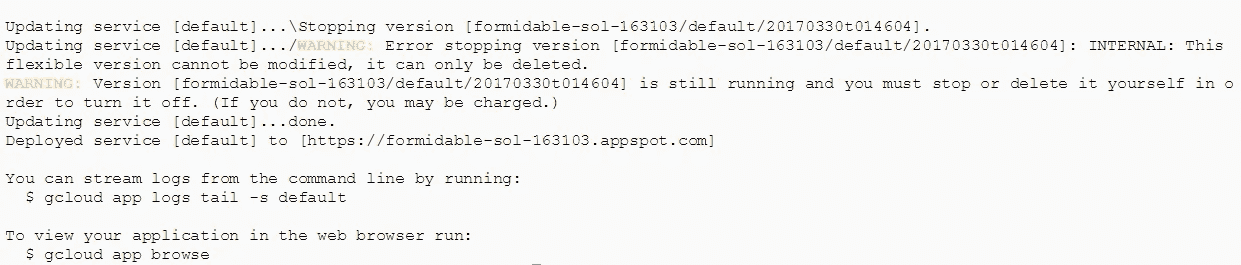 Updating service [default]...\Stopping version [formidable-sol-163103/default/20170330t014604].
Updating service [default].../WARNING: Error stopping version [formidable-sol-163103/default/20170330t014604]: INTERNAL: This
flexible version cannot be modified, it can only be deleted.
WARNING: Version [formidable-sol-163103/default/20170330t014604] is still running and you must stop or delete it yourself in o
rder to turn it off. (If you do not, you may be charged.)
Updating service [default]...done.
Deployed service [default] to [https://formidable-sol-163103.appspot.com]

You can stream logs from the command line by running:
  $ gcloud app logs tail -s default

To view your application in the web browser run:
  $ gcloud app browse